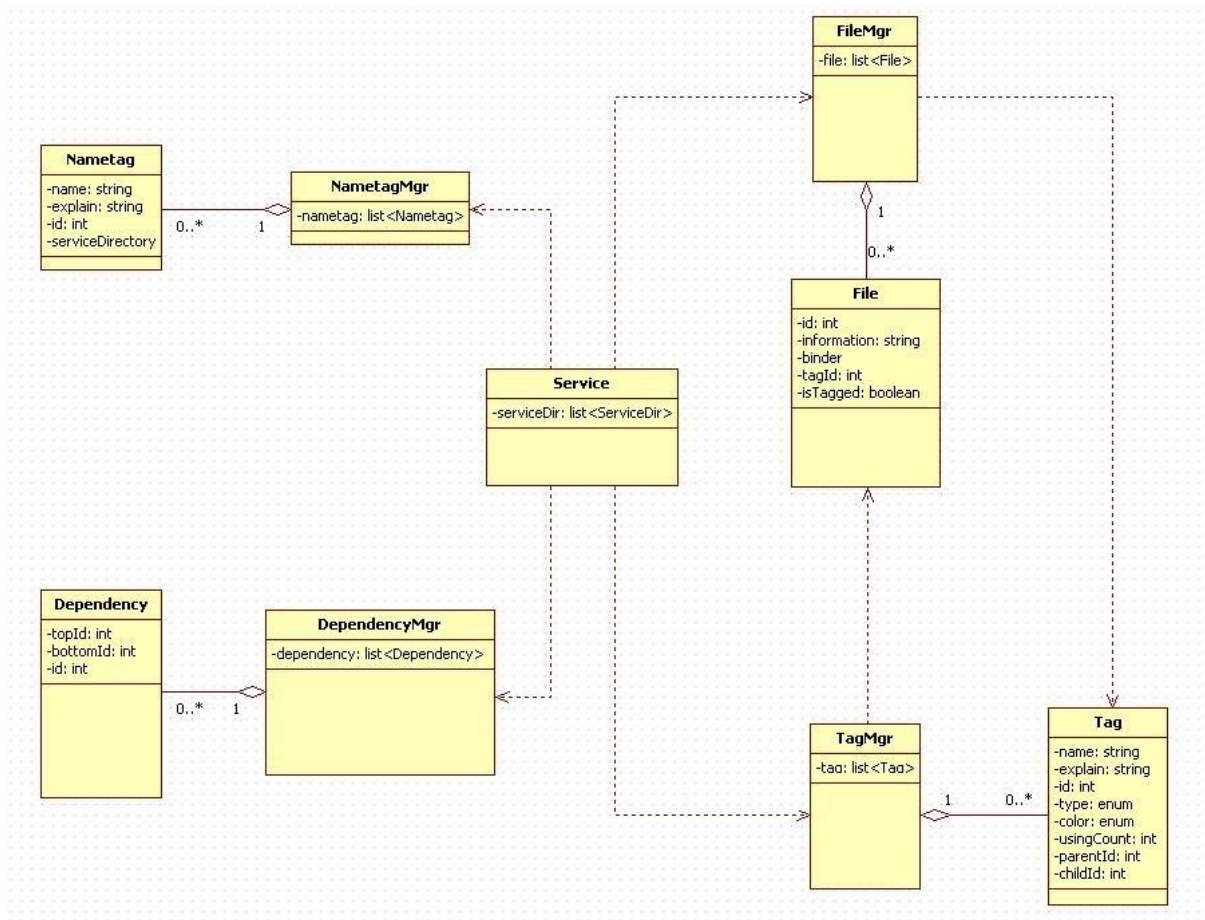 FileMgr
-file: list<File>
Nametag
-name: string
-explain: string
-id: int
-serviceDirectory
0..*
1
NametagMgr
-nametag: list<Nametag>
1
0..*
File
-id: int
-information: string
-binder
-tagId: int
-isTagged: boolean
Service
-serviceDir: list<ServiceDir>
Dependency
-topId: int
-bottomId: int
-id: int
0..*
1
DependencyMgr
-dependency: list<Dependency>
TagMgr
-tag: list<Tag>
1
0..*
Tag
-name: string
-explain: string
-id: int
-type: enum
-color: enum
-usingCount: int
-parentId: int
-childId: int